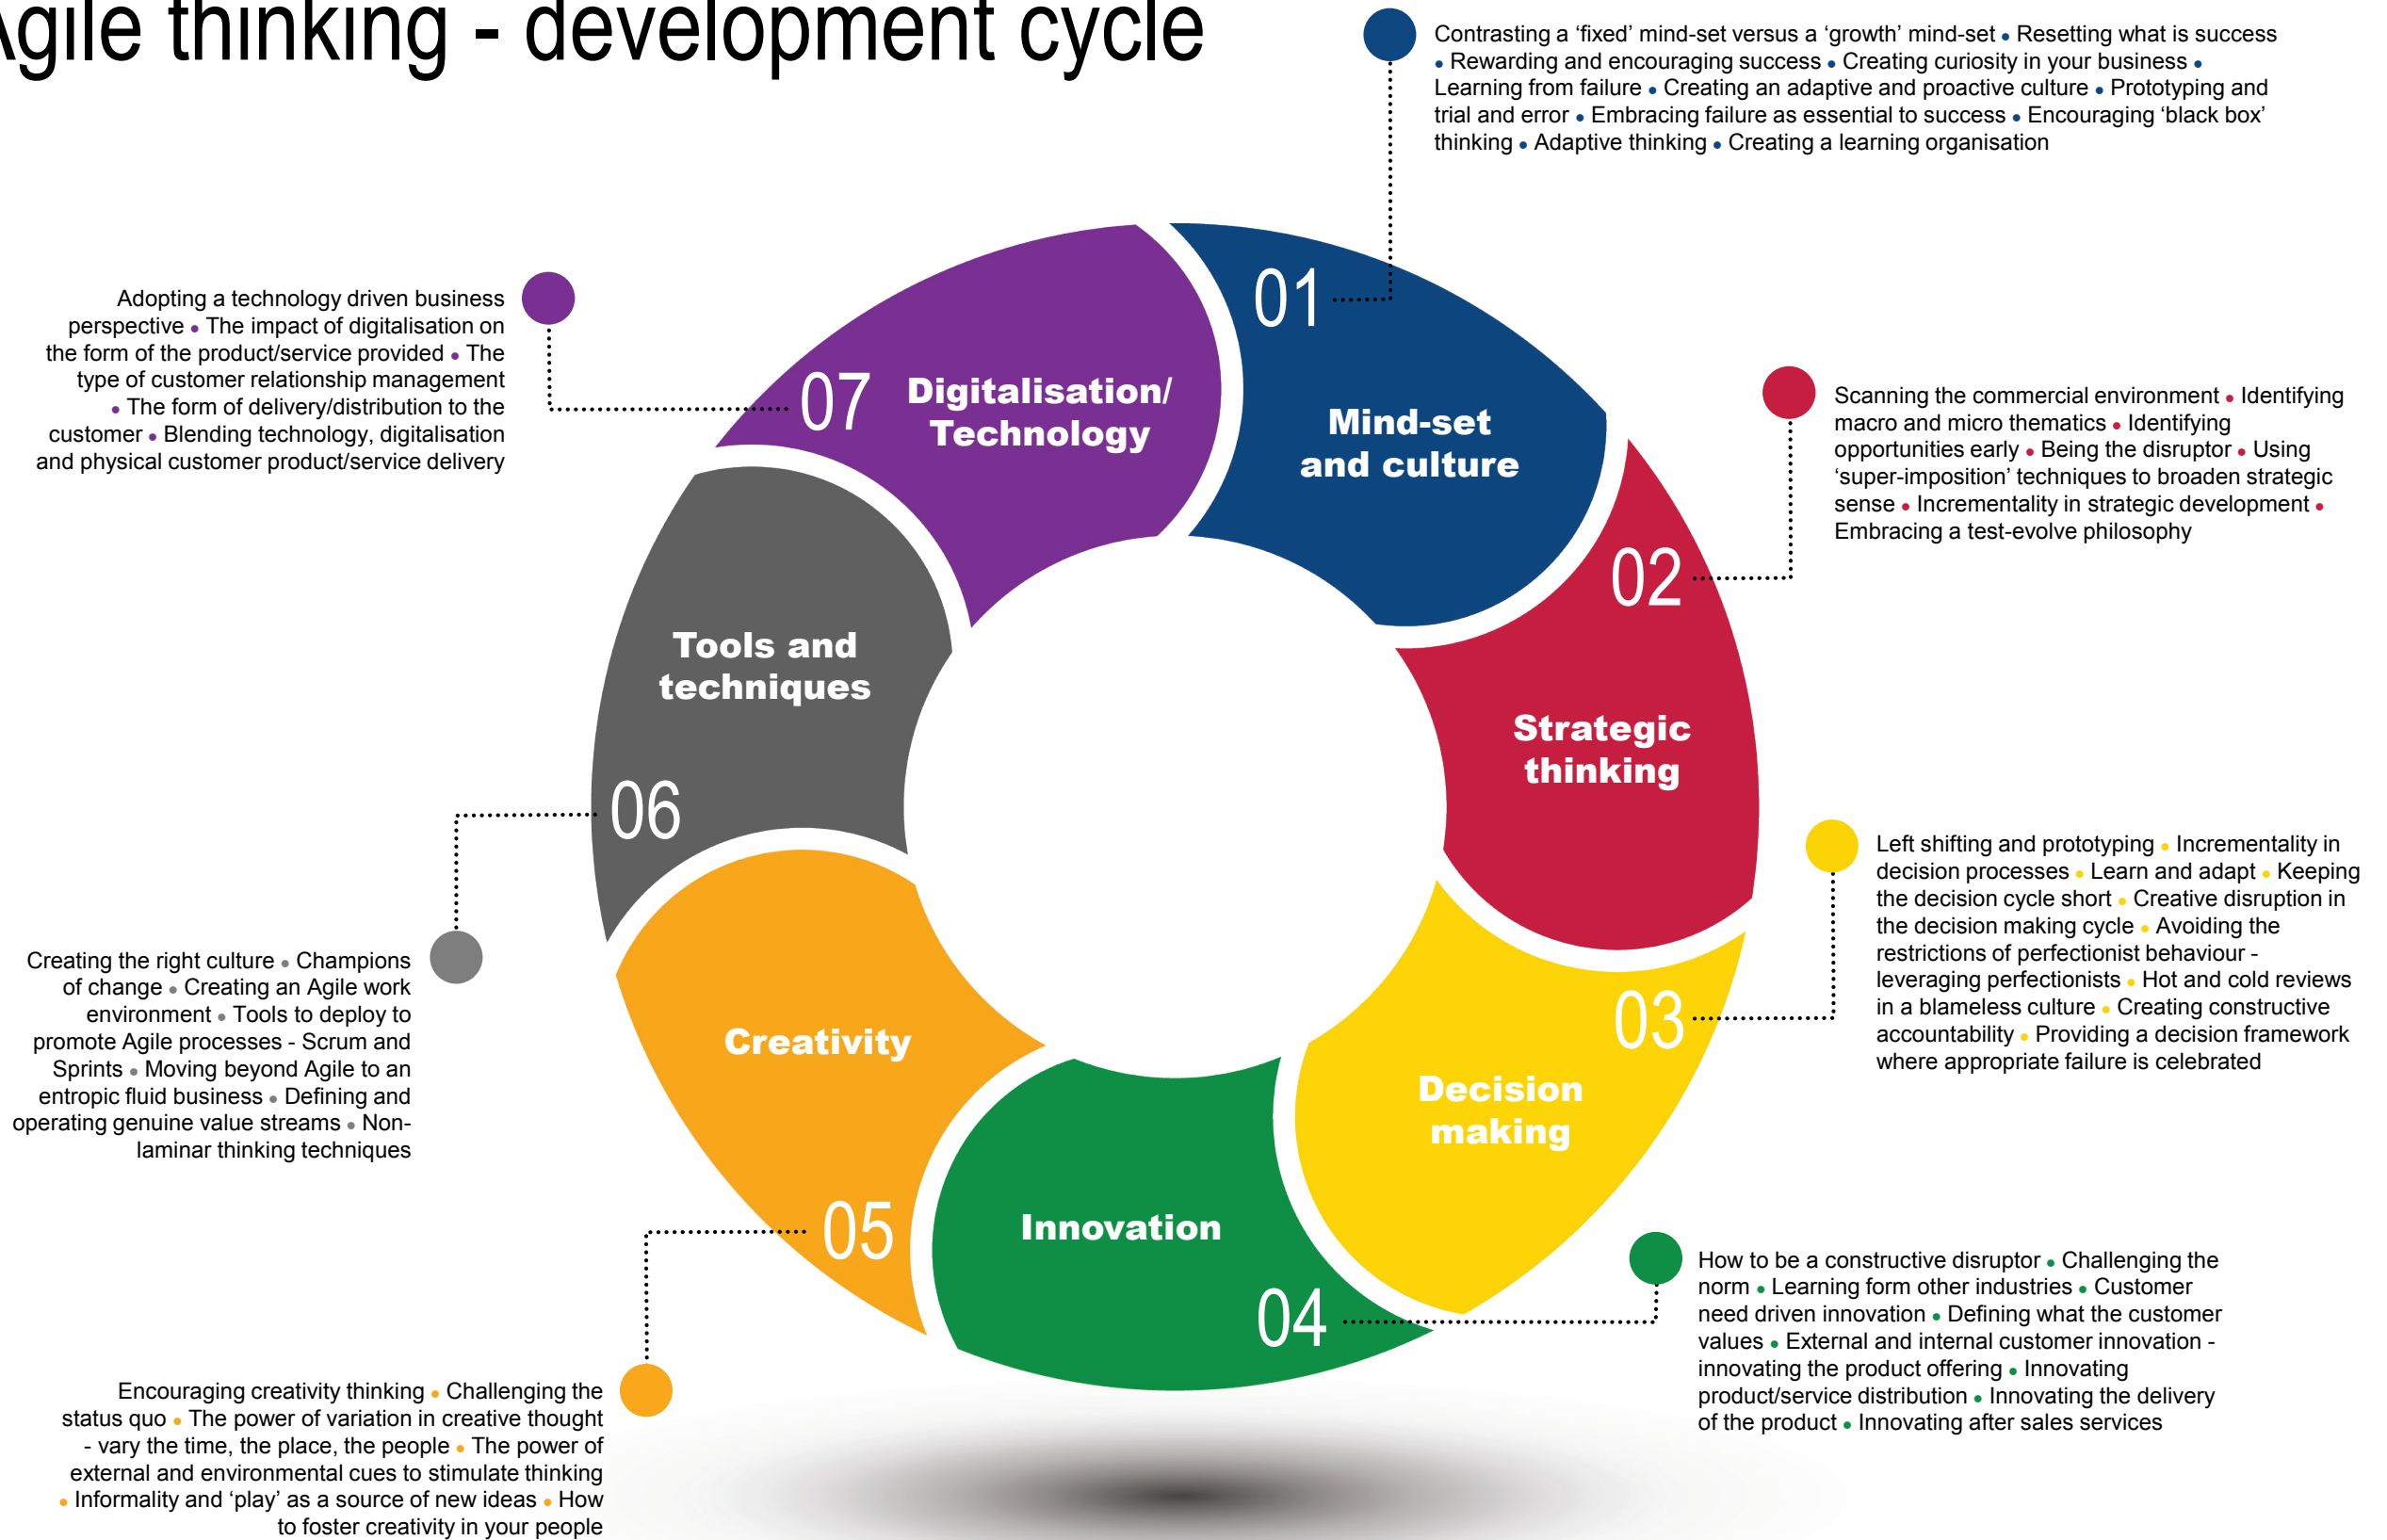 Agile thinking - development cycle
Contrasting a ‘fixed’ mind-set versus a ‘growth’ mind-set • Resetting what is success
• Rewarding and encouraging success • Creating curiosity in your business •
Learning from failure • Creating an adaptive and proactive culture • Prototyping and
trial and error • Embracing failure as essential to success • Encouraging ‘black box’
thinking • Adaptive thinking • Creating a learning organisation
01
Mind-set
and culture
Scanning the commercial environment • Identifying
macro and micro thematics • Identifying
opportunities early • Being the disruptor • Using
‘super-imposition’ techniques to broaden strategic
sense • Incrementality in strategic development •
Embracing a test-evolve philosophy
02
Strategic
thinking
Left shifting and prototyping • Incrementality in
decision processes • Learn and adapt • Keeping
the decision cycle short • Creative disruption in
the decision making cycle • Avoiding the
restrictions of perfectionist behaviour -
leveraging perfectionists • Hot and cold reviews
in a blameless culture • Creating constructive
accountability • Providing a decision framework
where appropriate failure is celebrated
03
Decision
making
How to be a constructive disruptor • Challenging the
norm • Learning form other industries • Customer
need driven innovation • Defining what the customer
values • External and internal customer innovation -
innovating the product offering • Innovating
product/service distribution • Innovating the delivery
of the product • Innovating after sales services
Innovation
04
Creativity
05
Encouraging creativity thinking • Challenging the
status quo • The power of variation in creative thought
- vary the time, the place, the people • The power of
external and environmental cues to stimulate thinking
• Informality and ‘play’ as a source of new ideas • How
to foster creativity in your people
Tools and
techniques
06
Creating the right culture • Champions
of change • Creating an Agile work
environment • Tools to deploy to
promote Agile processes - Scrum and
Sprints • Moving beyond Agile to an
entropic fluid business • Defining and
operating genuine value streams • Non-
laminar thinking techniques
07
Digitalisation/
Technology
Adopting a technology driven business
perspective • The impact of digitalisation on
the form of the product/service provided • The
type of customer relationship management
• The form of delivery/distribution to the
customer • Blending technology, digitalisation
and physical customer product/service delivery